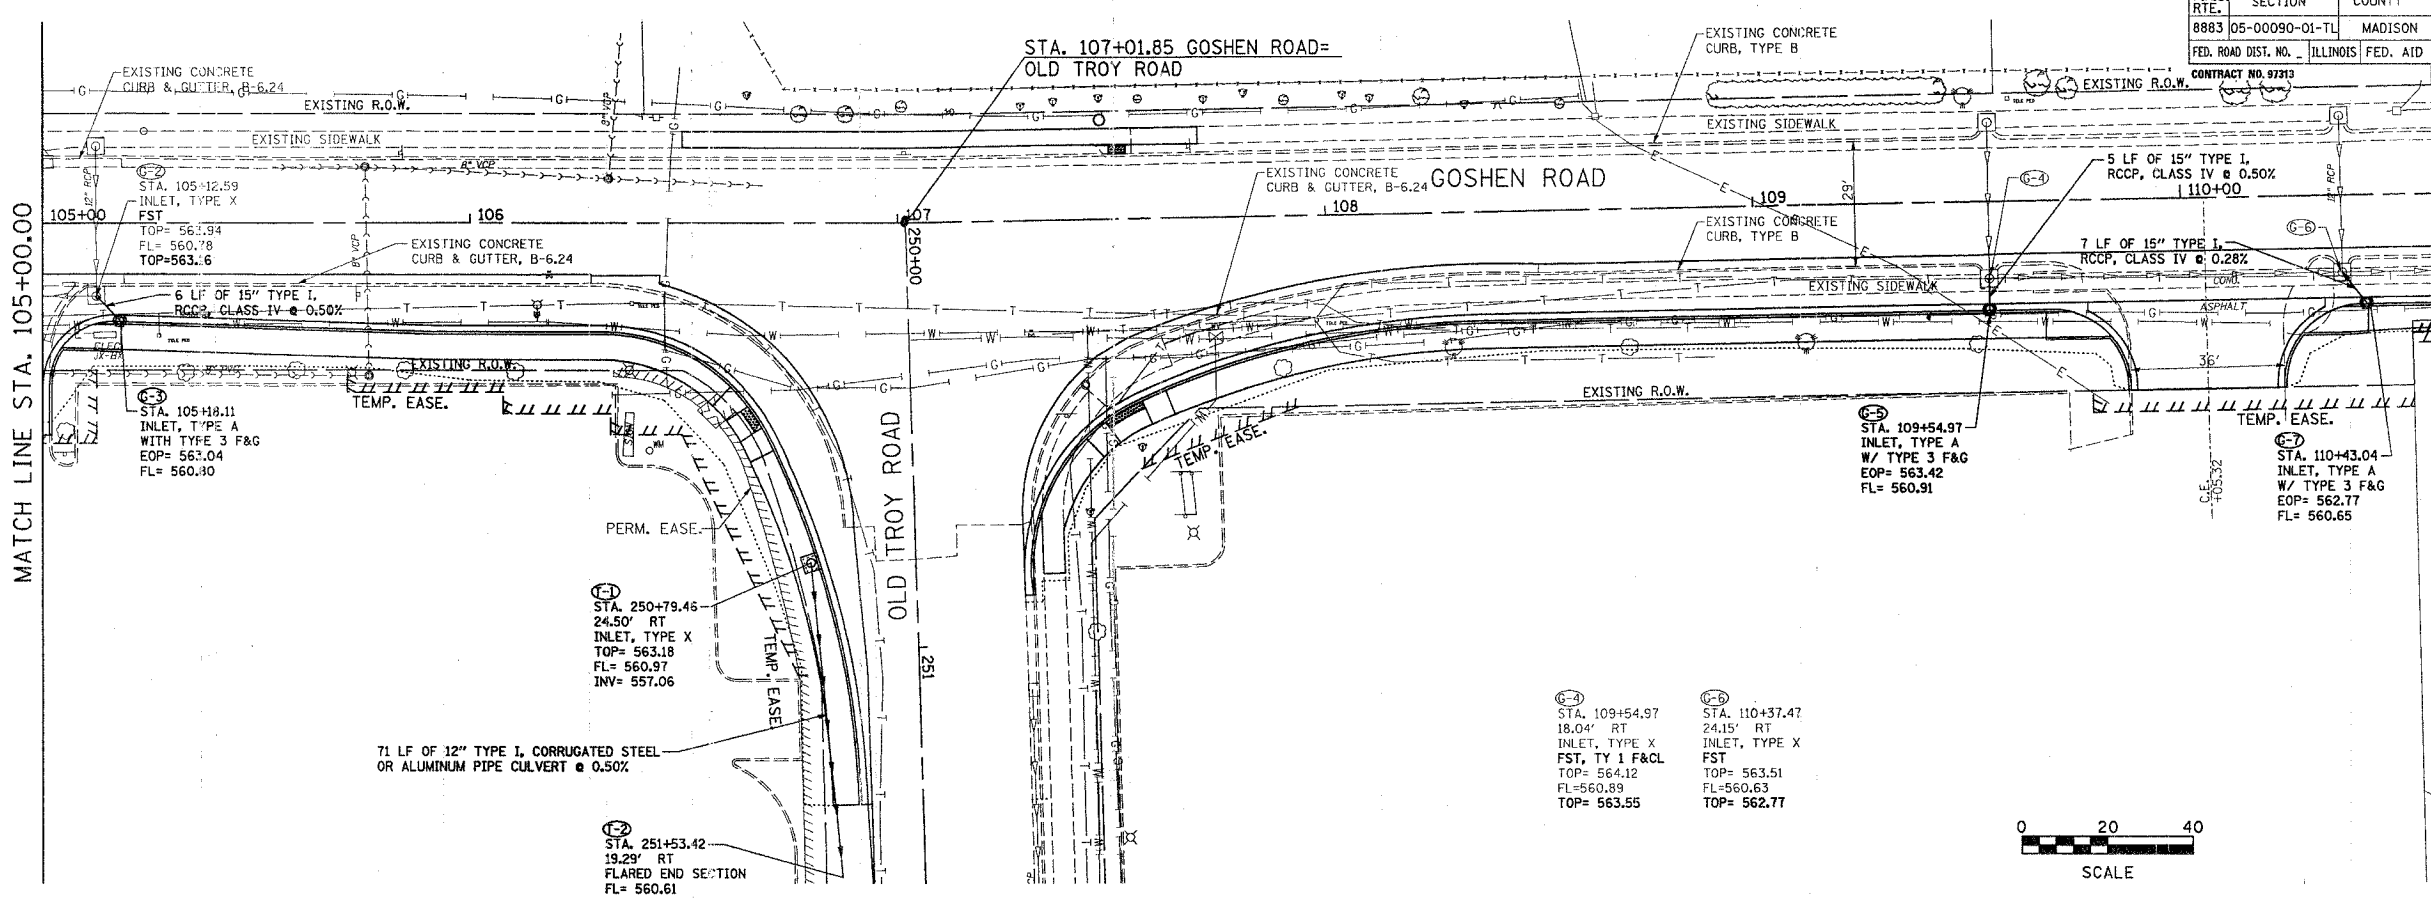 RTE.
SECTION
COUNTY
8883
05-00090-01-TL
MADISON
FED. ROAD DIST. NO.
ILLINOIS
FED. AID
CONTRACT NO. 97313
EXISTING CONCRETE
CURB & GUTTER, B-6.24
EXISTING R.O.W.
EXISTING SIDEWALK
8" VCP
8" VCP
STA. 107+01.85 GOSHEN ROAD=
OLD TROY ROAD
EXISTING CONCRETE
CURB, TYPE B
EXISTING R.O.W.
EXISTING SIDEWALK
12" RCP
G-2
STA. 105+12.59
INLET, TYPE X
FST
TOP= 563.94
FL= 560.78
TOP=563.16
105+00
106
107
108
109
110+00
GOSHEN ROAD
EXISTING CONCRETE
CURB & GUTTER, B-6.24
EXISTING CONCRETE
CURB & GUTTER, B-6.24
EXISTING CONCRETE
CURB, TYPE B
29'
G-4
5 LF OF 15" TYPE I,
RCCP, CLASS IV @ 0.50%
12" RCP
G-6
7 LF OF 15" TYPE I,
RCCP, CLASS IV @ 0.28%
8" VCP
6 LF OF 15" TYPE I,
RCCP, CLASS IV @ 0.50%
EXISTING SIDEWALK
COND.
ASPHALT
36'
MATCH LINE STA. 105+00.00
EXISTING R.O.W.
TEMP. EASE.
G-3
STA. 105+18.11
INLET, TYPE A
WITH TYPE 3 F&G
EOP= 563.04
FL= 560.80
250+00
OLD TROY ROAD
251
EXISTING R.O.W.
TEMP. EASE.
TEMP. EASE.
G-5
STA. 109+54.97
INLET, TYPE A
W/ TYPE 3 F&G
EOP= 563.42
FL= 560.91
C.E.
+05.32
G-7
STA. 110+43.04
INLET, TYPE A
W/ TYPE 3 F&G
EOP= 562.77
FL= 560.65
PERM. EASE.
TEMP. EASE.
T-1
STA. 250+79.46
24.50' RT
INLET, TYPE X
TOP= 563.18
FL= 560.97
INV= 557.06
71 LF OF 12" TYPE I, CORRUGATED STEEL
OR ALUMINUM PIPE CULVERT @ 0.50%
T-2
STA. 251+53.42
19.29' RT
FLARED END SECTION
FL= 560.61
G-4
STA. 109+54.97
18.04' RT
INLET, TYPE X
FST, TY 1 F&CL
TOP= 564.12
FL=560.89
TOP= 563.55
G-6
STA. 110+37.47
24.15' RT
INLET, TYPE X
FST
TOP= 563.51
FL=560.63
TOP= 562.77
0 20 40
SCALE